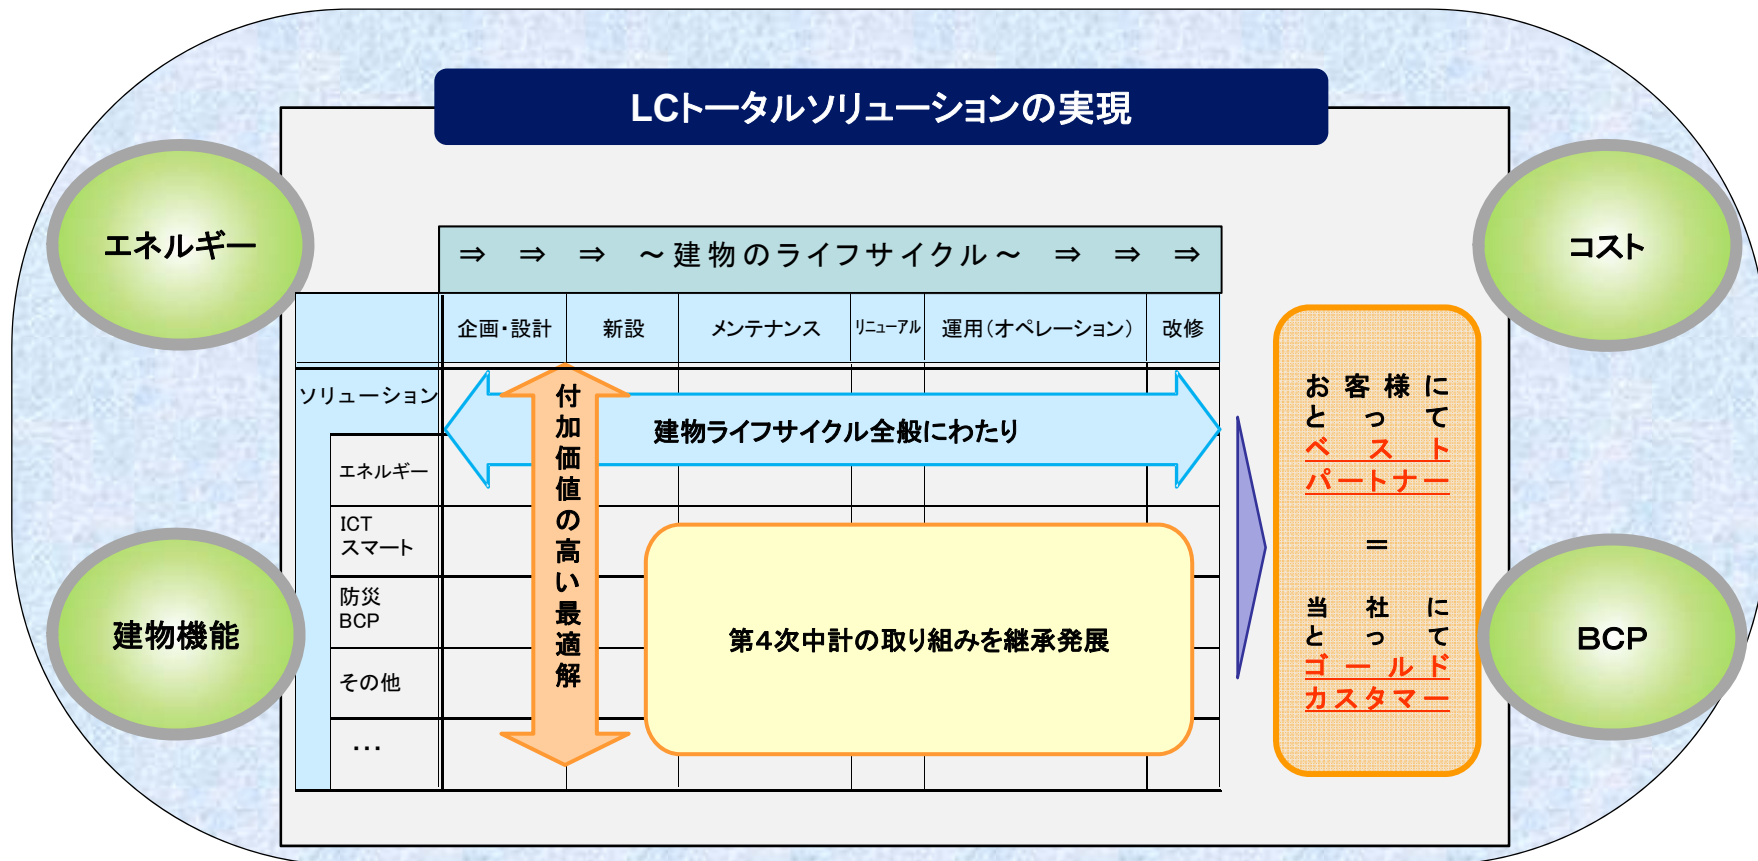 LCトータルソリューションの実現
エネルギー
コスト
⇒ ⇒ ⇒ ～建物のライフサイクル～ ⇒ ⇒ ⇒
企画・設計 新設 メンテナンス リニューアル 運用（オペレーション） 改修
ソリューション
建物ライフサイクル全般にわたり
付加価値の高い最適解
エネルギー
ICT
スマート
防災
BCP
その他
…
第4次中計の取り組みを継承発展
お客様に
とって
ベスト
パートナー
＝
当社に
とって
ゴールド
カスタマー
建物機能
BCP